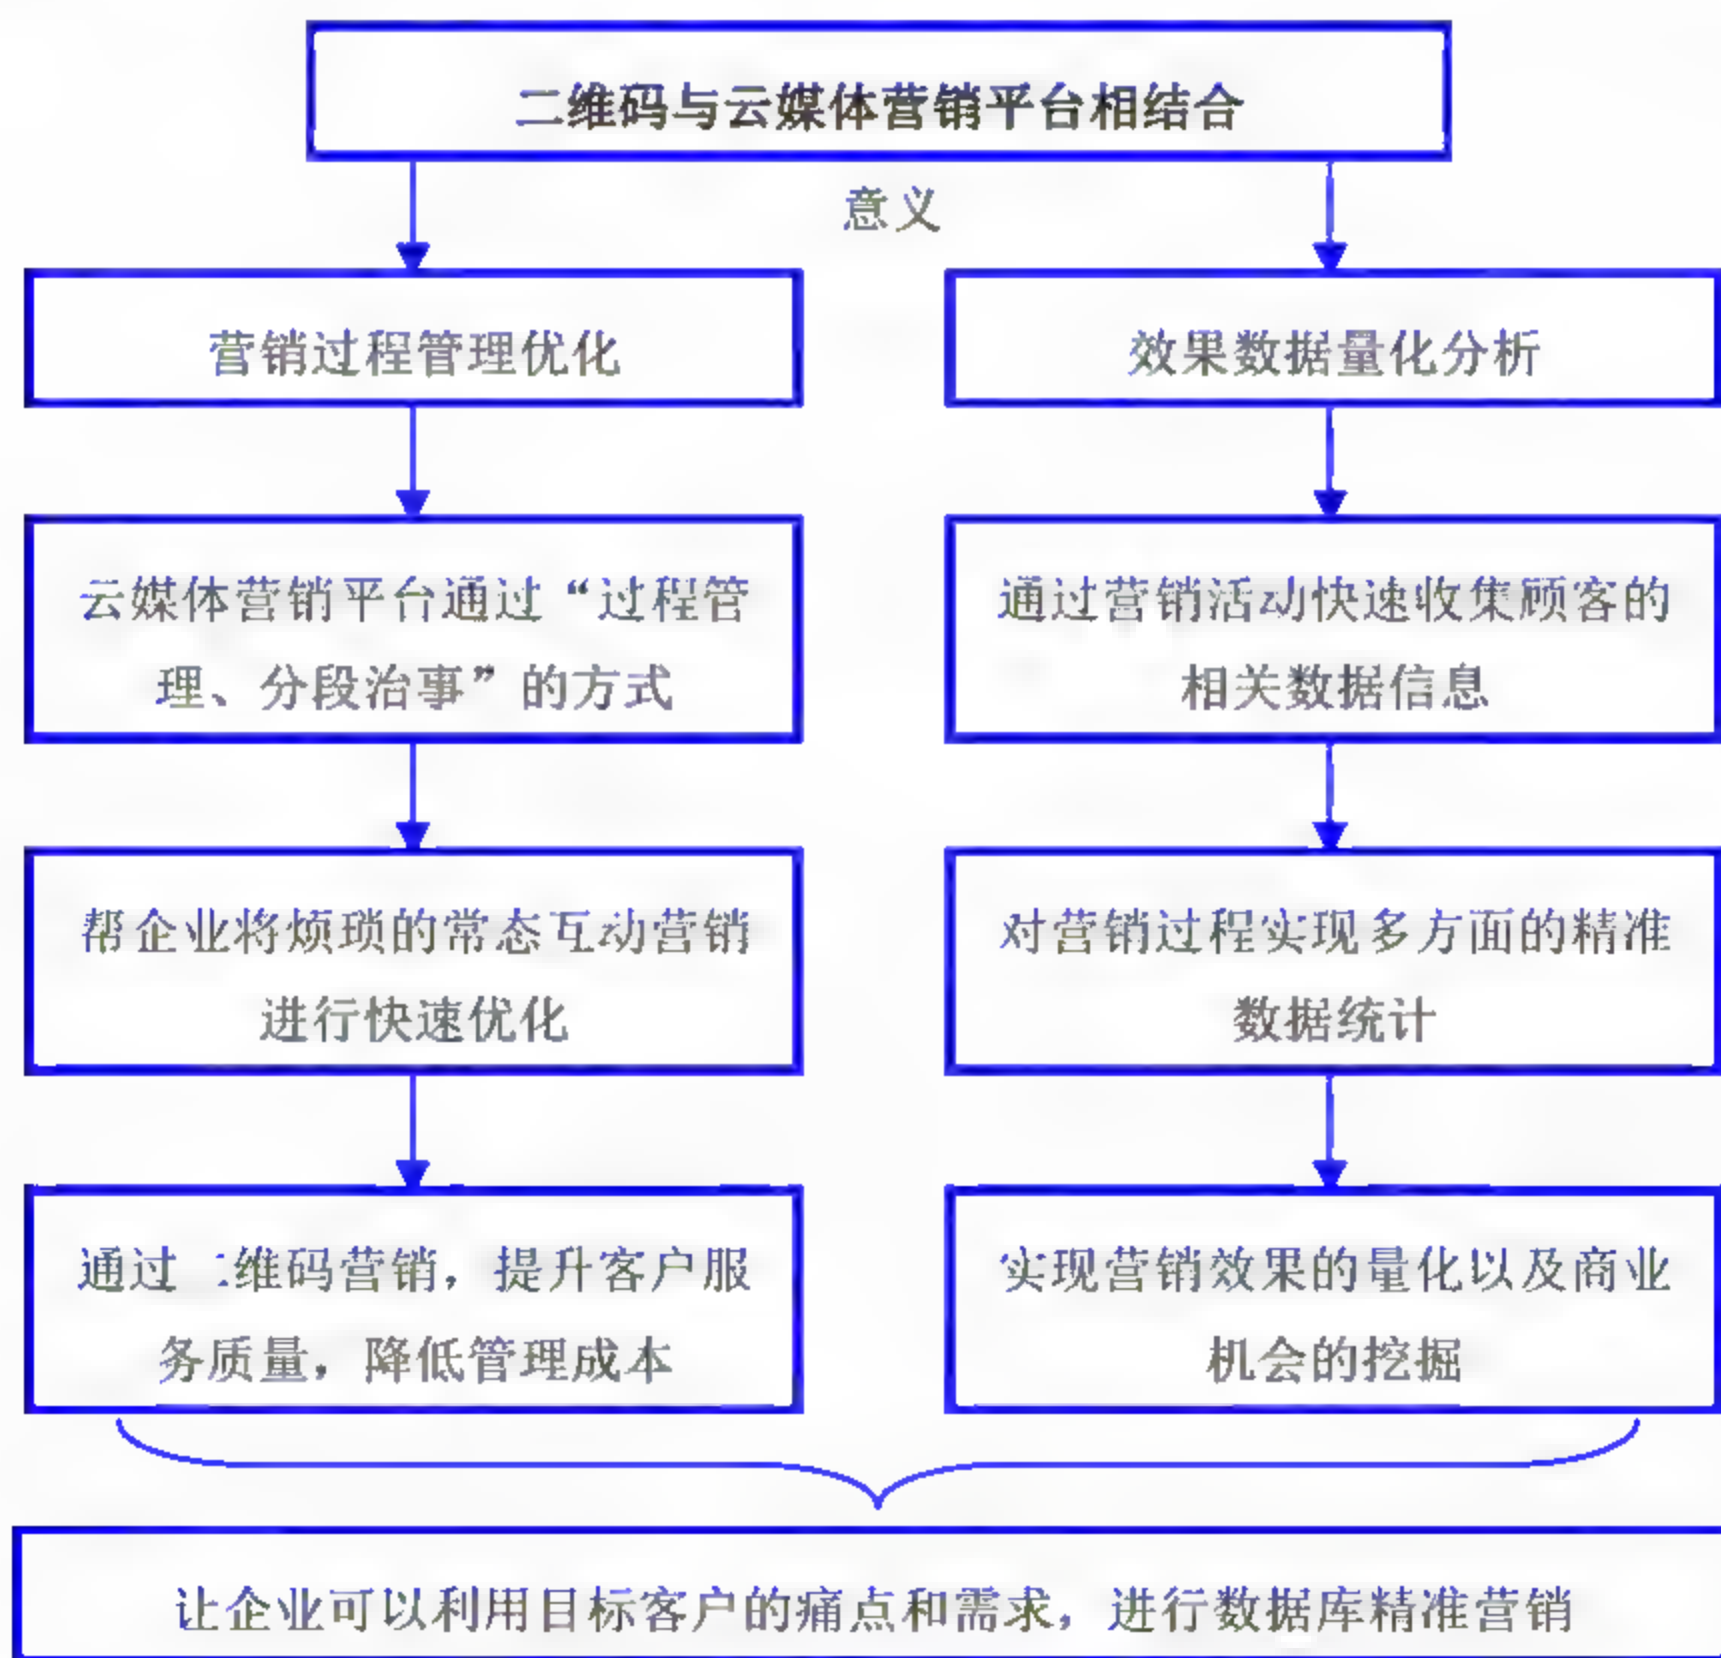 二维码与云媒体营销平台相结合
意义
营销过程管理优化
效果数据量化分析
云媒体营销平台通过“过程管
理、分段治事”的方式
通过营销活动快速收集顾客的
相关数据信息
帮企业将烦琐的常态互动营销
进行快速优化
对营销过程实现多方面的精准
数据统计
通过二维码营销，提升客户服
务质量，降低管理成本
实现营销效果的量化以及商业
机会的挖掘
让企业可以利用目标客户的痛点和需求，进行数据库精准营销